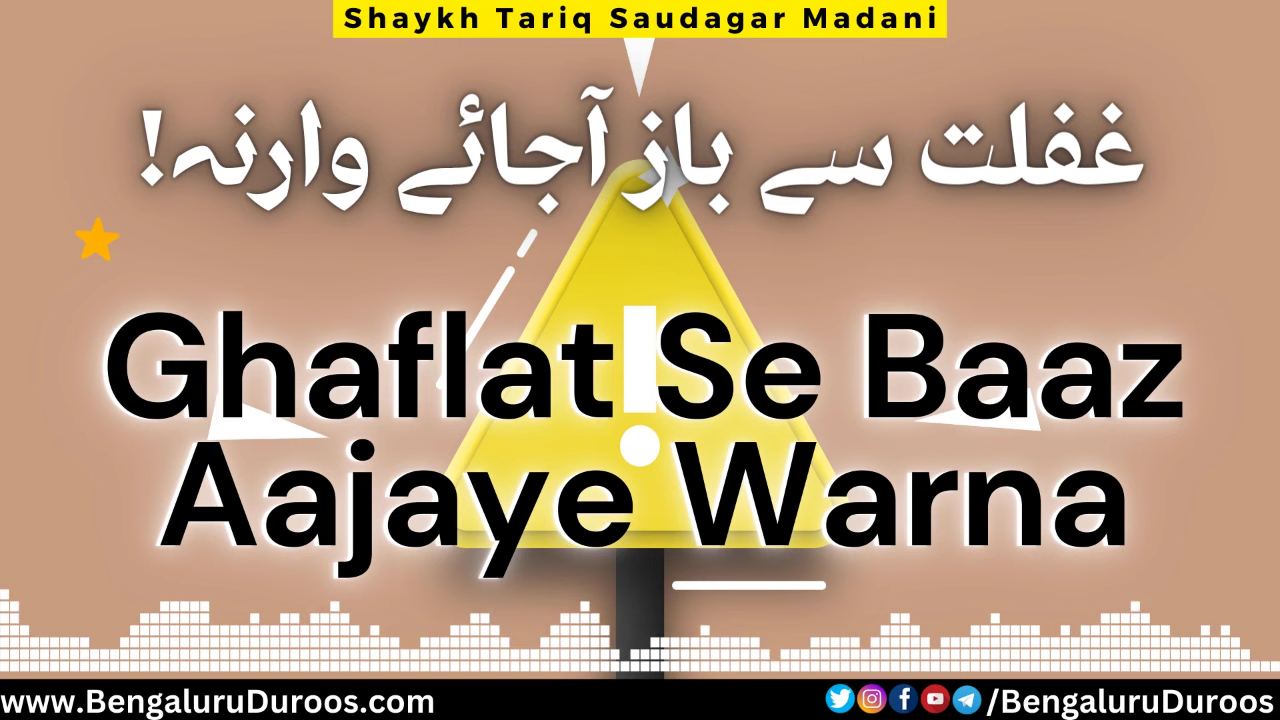 Shaykh Tariq Saudagar Madani
غفلت سے باز آجائے وارنہ!
Ghaflat Se Baaz
Aajaye Warna
www.BengaluruDuroos.com
/BengaluruDuroos